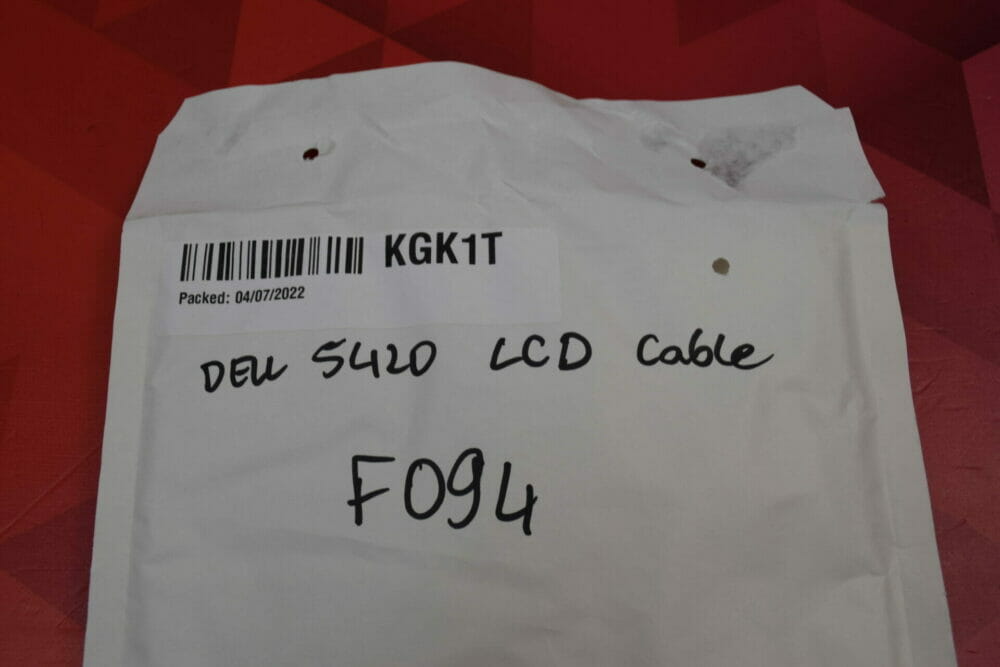 KGK1T
Packed: 04/07/2022
DELL 5420 LCD Cable
F094